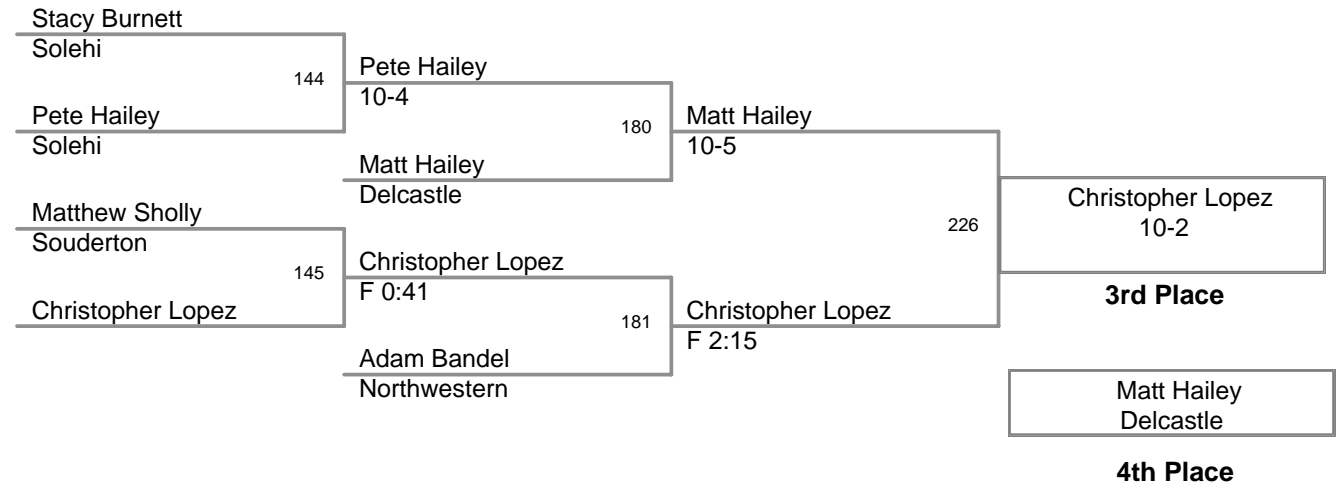 Stacy Burnett
Solehi
144
Pete Hailey
10-4
Pete Hailey
Solehi
180
Matt Hailey
10-5
Matt Hailey
Delcastle
Matthew Sholly
Souderton
145
Christopher Lopez
F 0:41
Christopher Lopez
181
Christopher Lopez
F 2:15
Adam Bandel
Northwestern
226
Christopher Lopez
10-2
3rd Place
Matt Hailey
Delcastle
4th Place